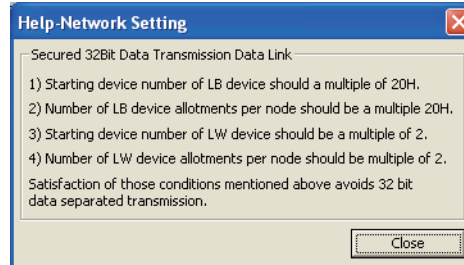 Help-Network Setting
Secured 32Bit Data Transmission Data Link
1) Starting device number of LB device should a multiple of 20H.
2) Number of LB device allotments per node should be a multiple 20H.
3) Starting device number of LW device should be a multiple of 2.
4) Number of LW device allotments per node should be multiple of 2.
Satisfaction of those conditions mentioned above avoids 32 bit
data separated transmission.
Close